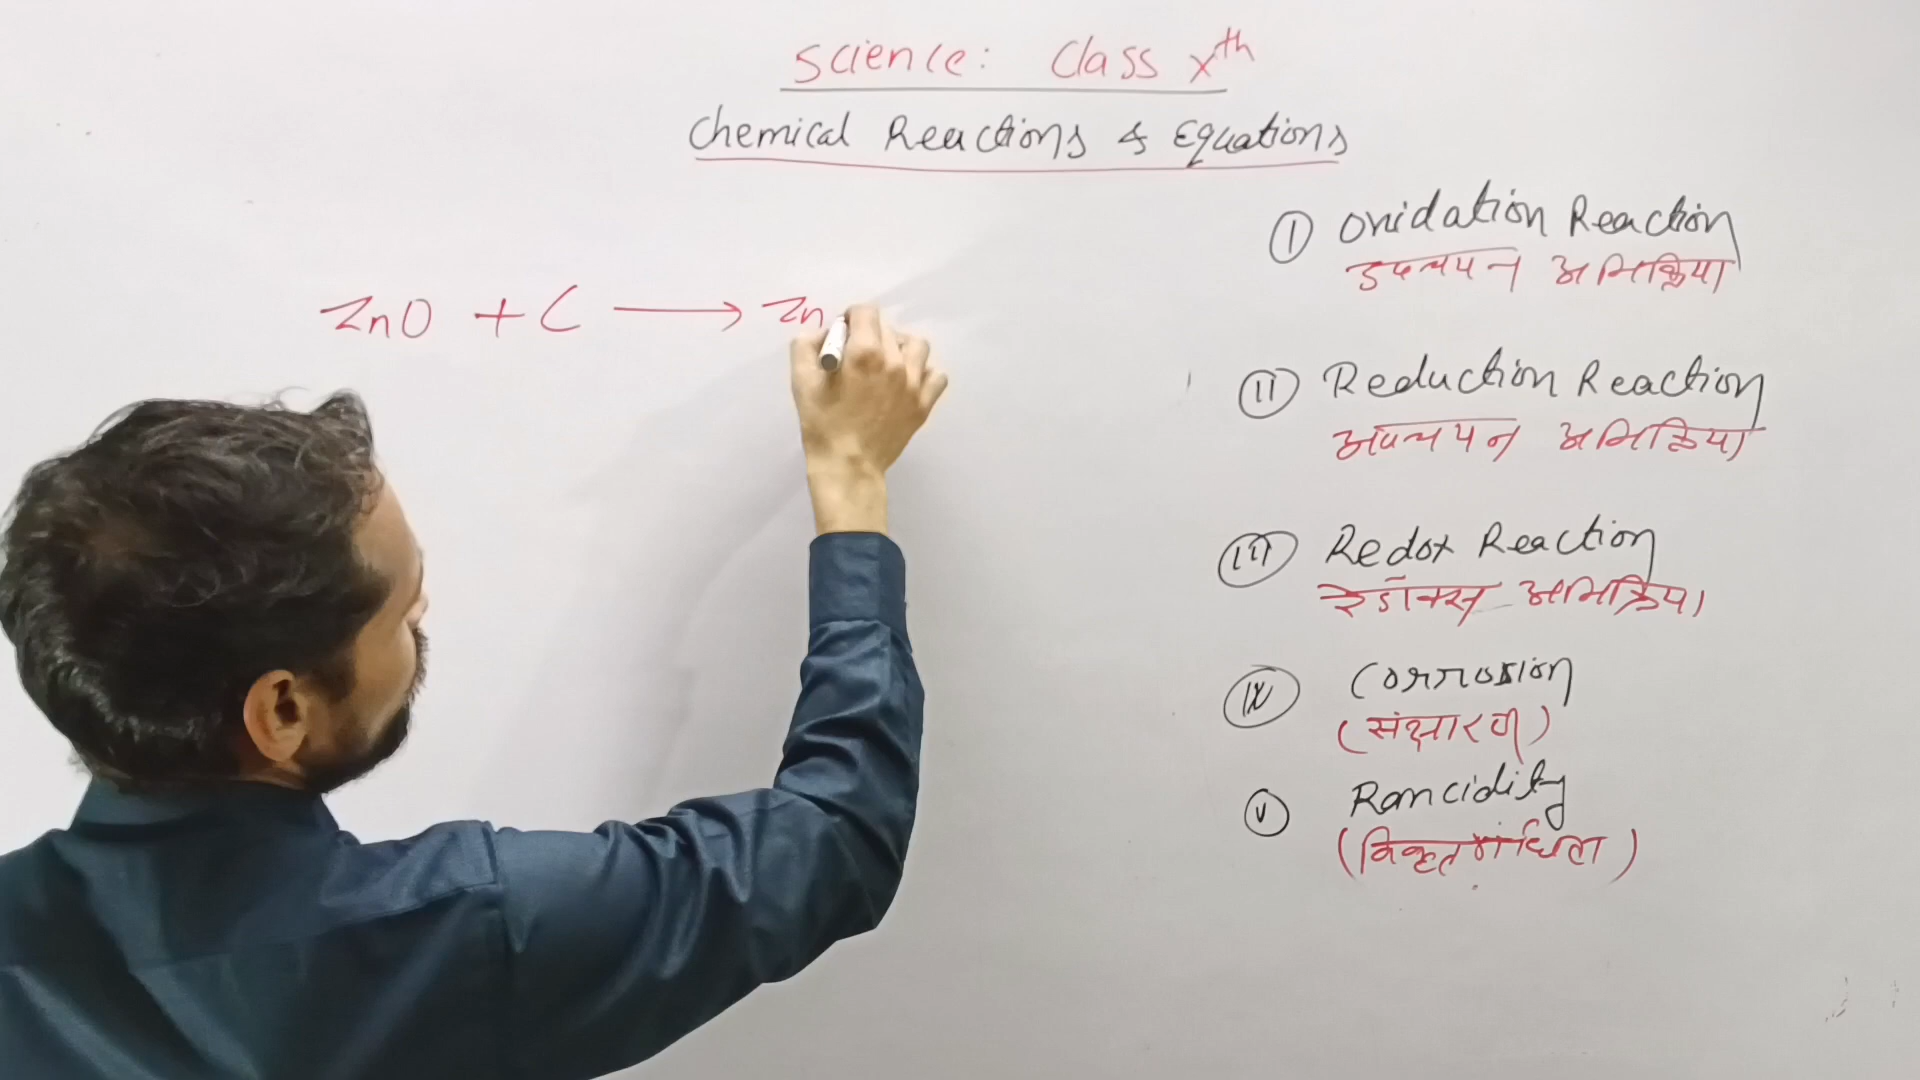 Science: Class Xth
Chemical Reactions & Equations
ZnO + C ⟶ Zn
(I) Oxidation Reaction
उपचयन अभिक्रिया
(II) Reduction Reaction
अपचयन अभिक्रिया
(III) Redox Reaction
रेडॉक्स अभिक्रिया
(IV) Corrosion
(संक्षारण)
(V) Rancidity
(विकृतगंधिता)